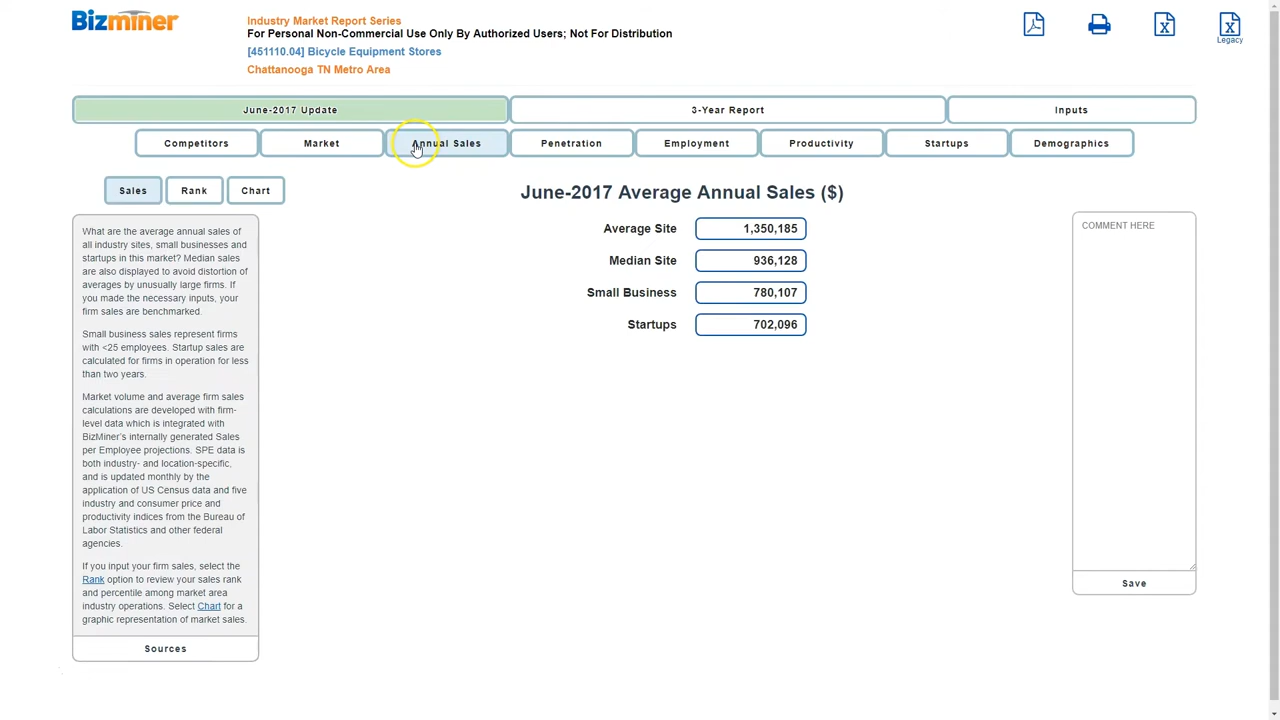 Bizminer
Industry Market Report Series
For Personal Non-Commercial Use Only By Authorized Users; Not For Distribution
[451110.04] Bicycle Equipment Stores
Chattanooga TN Metro Area
X
X
Legacy
June-2017 Update
3-Year Report
Inputs
Competitors
Market
Annual Sales
Penetration
Employment
Productivity
Startups
Demographics
Sales
Rank
Chart
What are the average annual sales of
all industry sites, small businesses and
startups in this market? Median sales
are also displayed to avoid distortion of
averages by unusually large firms. If
you made the necessary inputs, your
firm sales are benchmarked.
Small business sales represent firms
with <25 employees. Startup sales are
calculated for firms in operation for less
than two years.
Market volume and average firm sales
calculations are developed with firm-
level data which is integrated with
BizMiner's internally generated Sales
per Employee projections. SPE data is
both industry- and location-specific,
and is updated monthly by the
application of US Census data and five
industry and consumer price and
productivity indices from the Bureau of
Labor Statistics and other federal
agencies.
If you input your firm sales, select the
Rank option to review your sales rank
and percentile among market area
industry operations. Select Chart for a
graphic representation of market sales.
Sources
June-2017 Average Annual Sales ($)
Average Site 1,350,185
Median Site 936,128
Small Business 780,107
Startups 702,096
COMMENT HERE
Save